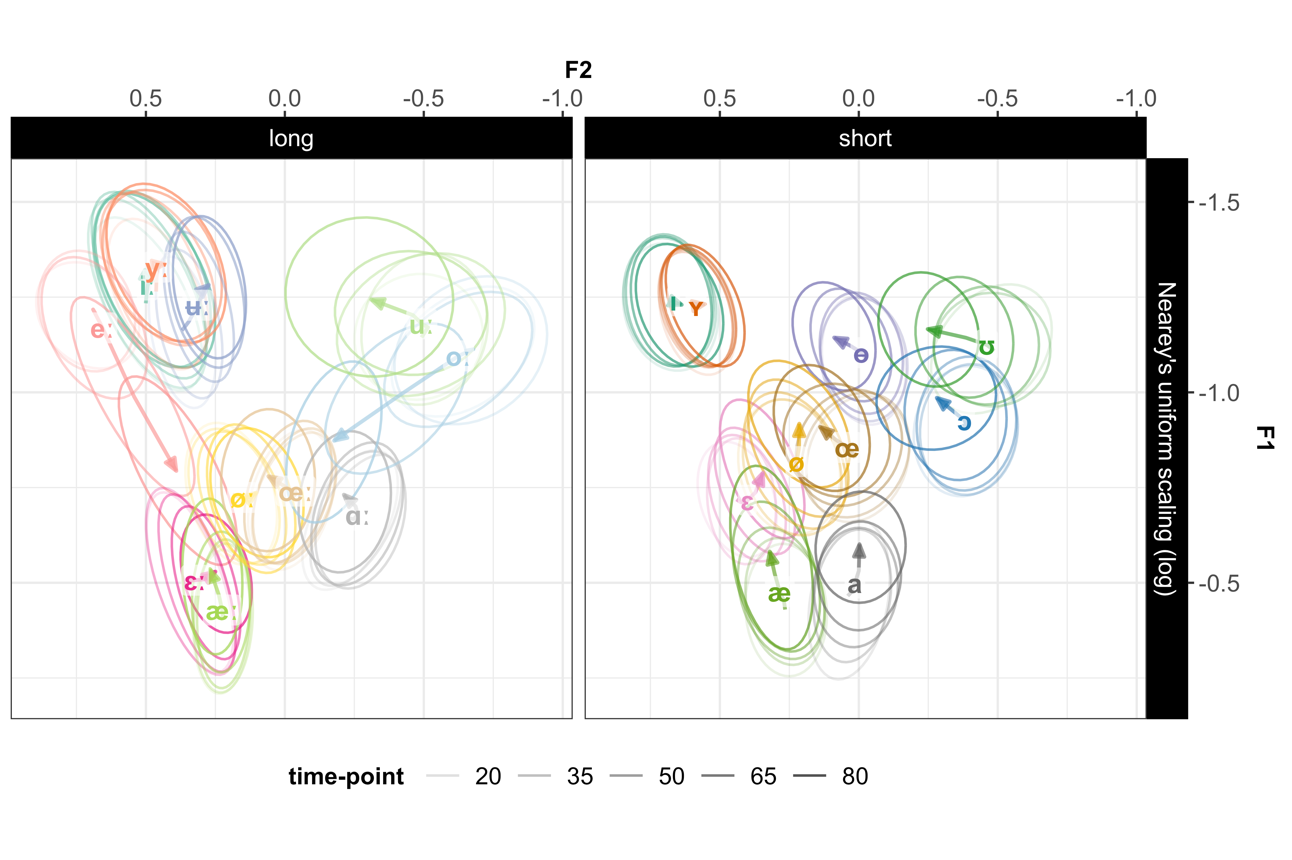 F2
0.5 0.0 -0.5 -1.0 0.5 0.0 -0.5 -1.0
long short
-1.5
-1.0
-0.5
F1
Nearey's uniform scaling (log)
yː
iː
ʉː
eː
uː
oː
øː
œː
ɑː
ɛː
æː
ɪ
ʏ
ɵ
ʊ
ɔ
œ
ø
ɛ
a
æ
time-point 20 35 50 65 80